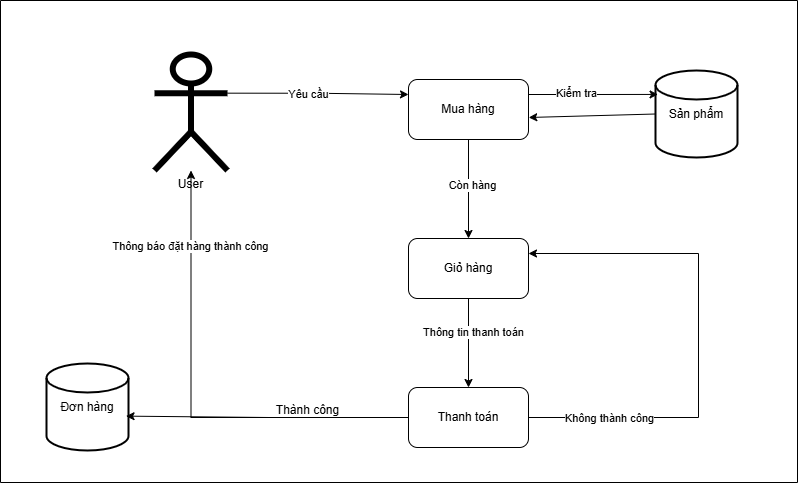 Yêu cầu
Mua hàng
Kiểm tra
Sản phẩm
User
Còn hàng
Thông báo đặt hàng thành công
Giỏ hàng
Thông tin thanh toán
Đơn hàng
Thành công
Thanh toán
Không thành công